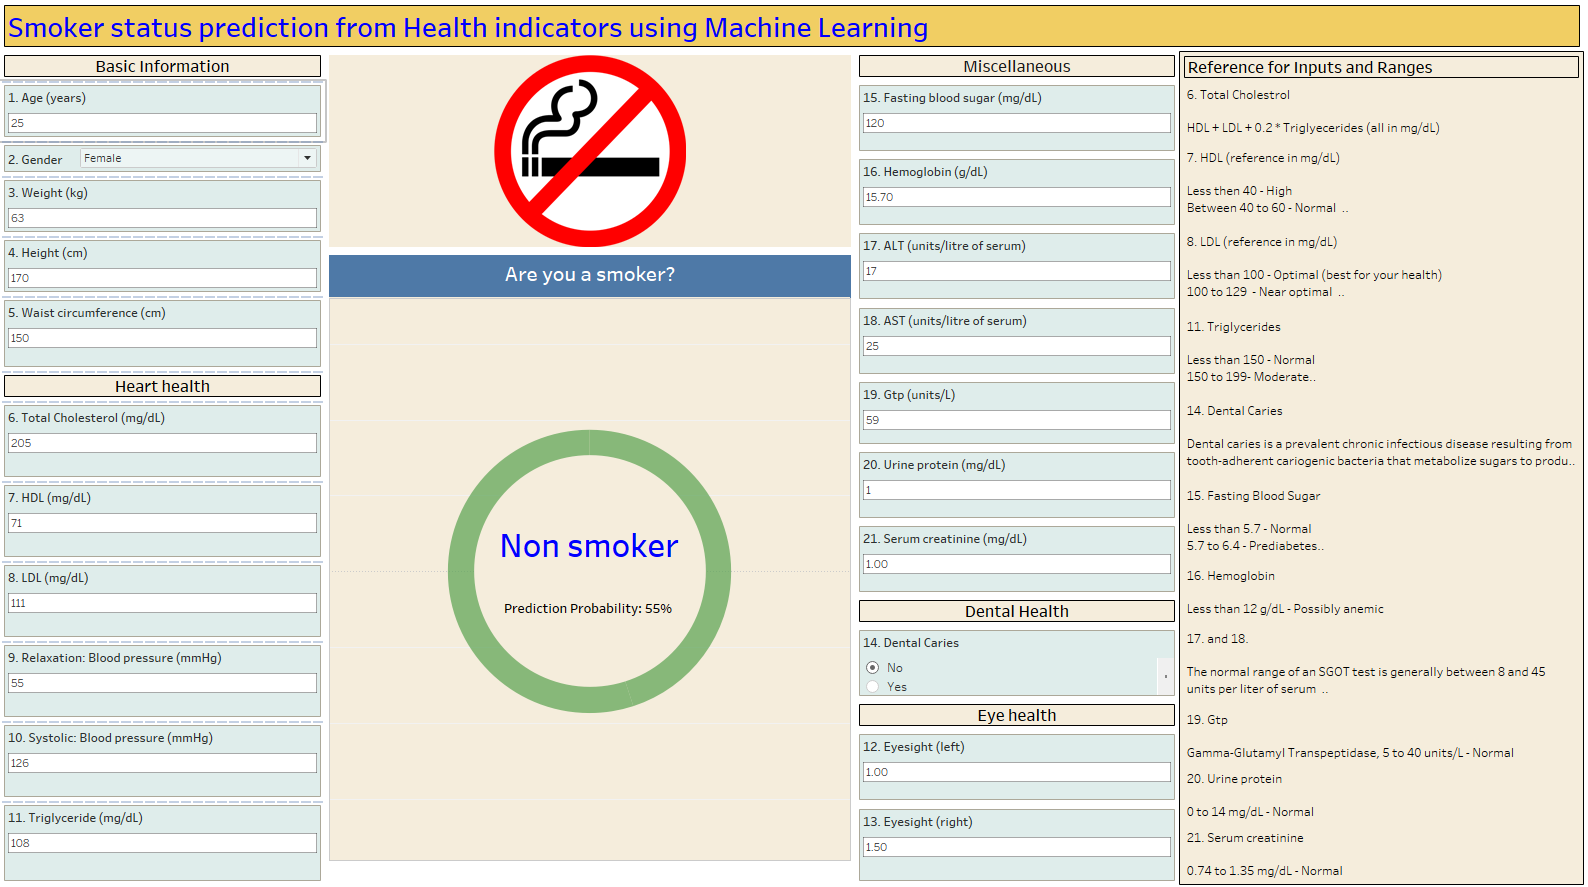 Smoker status prediction from Health indicators using Machine Learning
Basic Information
1. Age (years)
25
2. Gender
Female
3. Weight (kg)
63
4. Height (cm)
170
5. Waist circumference (cm)
150
Heart health
6. Total Cholesterol (mg/dL)
205
7. HDL (mg/dL)
71
8. LDL (mg/dL)
111
9. Relaxation: Blood pressure (mmHg)
55
10. Systolic: Blood pressure (mmHg)
126
11. Triglyceride (mg/dL)
108
Are you a smoker?
Non smoker
Prediction Probability: 55%
Miscellaneous
15. Fasting blood sugar (mg/dL)
120
16. Hemoglobin (g/dL)
15.70
17. ALT (units/litre of serum)
17
18. AST (units/litre of serum)
25
19. Gtp (units/L)
59
20. Urine protein (mg/dL)
1
21. Serum creatinine (mg/dL)
1.00
Dental Health
14. Dental Caries
No
Yes
Eye health
12. Eyesight (left)
1.00
13. Eyesight (right)
1.50
Reference for Inputs and Ranges
6. Total Cholestrol
HDL + LDL + 0.2 * Triglyecerides (all in mg/dL)
7. HDL (reference in mg/dL)
Less then 40 - High
Between 40 to 60 - Normal ..
8. LDL (reference in mg/dL)
Less than 100 - Optimal (best for your health)
100 to 129 - Near optimal ..
11. Triglycerides
Less than 150 - Normal
150 to 199- Moderate..
14. Dental Caries
Dental caries is a prevalent chronic infectious disease resulting from
tooth-adherent cariogenic bacteria that metabolize sugars to produ..
15. Fasting Blood Sugar
Less than 5.7 - Normal
5.7 to 6.4 - Prediabetes..
16. Hemoglobin
Less than 12 g/dL - Possibly anemic
17. and 18.
The normal range of an SGOT test is generally between 8 and 45
units per liter of serum ..
19. Gtp
Gamma-Glutamyl Transpeptidase, 5 to 40 units/L - Normal
20. Urine protein
0 to 14 mg/dL - Normal
21. Serum creatinine
0.74 to 1.35 mg/dL - Normal